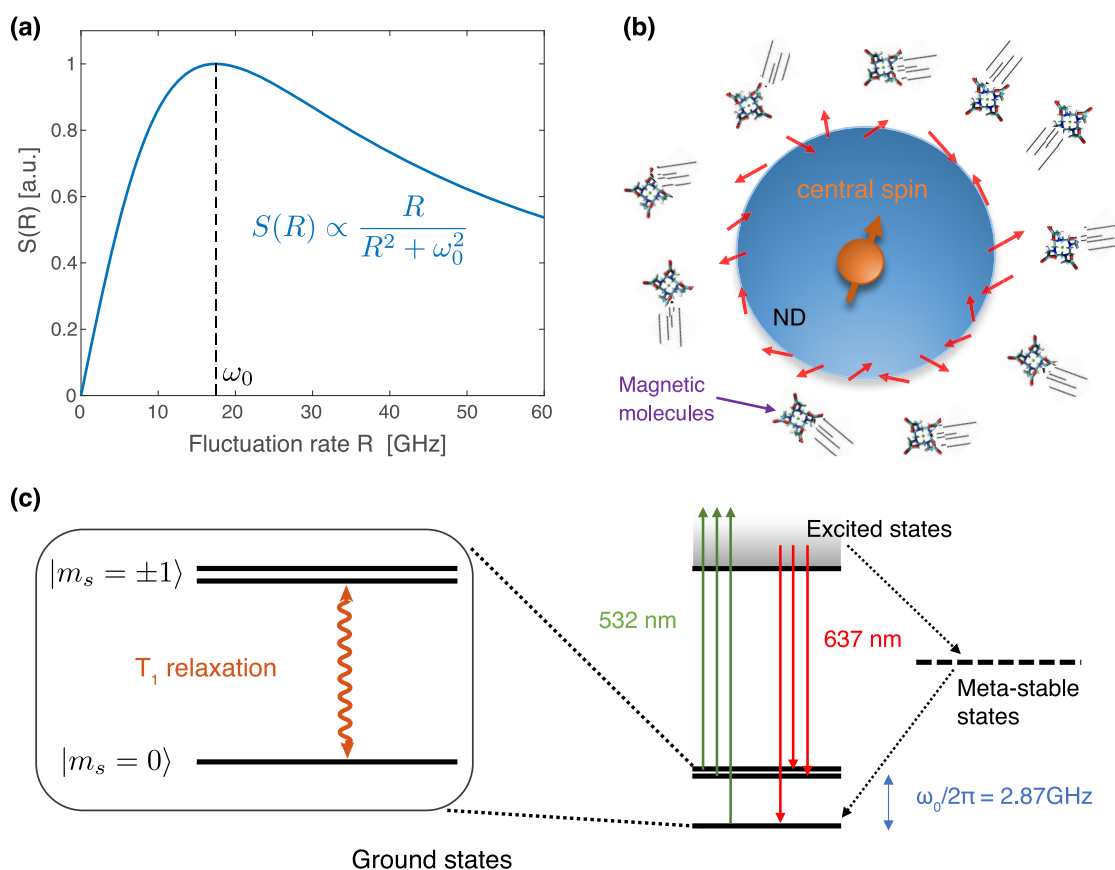 (a)
1
0.8
0.6
0.4
0.2
0
S(R) [a.u.]
S(R) ∝ R / (R² + ω₀²)
ω₀
0 10 20 30 40 50 60
Fluctuation rate R [GHz]
(b)
central spin
ND
Magnetic
molecules
(c)
|mₛ = ±1⟩
T₁ relaxation
|mₛ = 0⟩
Ground states
Excited states
532 nm
637 nm
Meta-stable
states
ω₀/2π = 2.87GHz